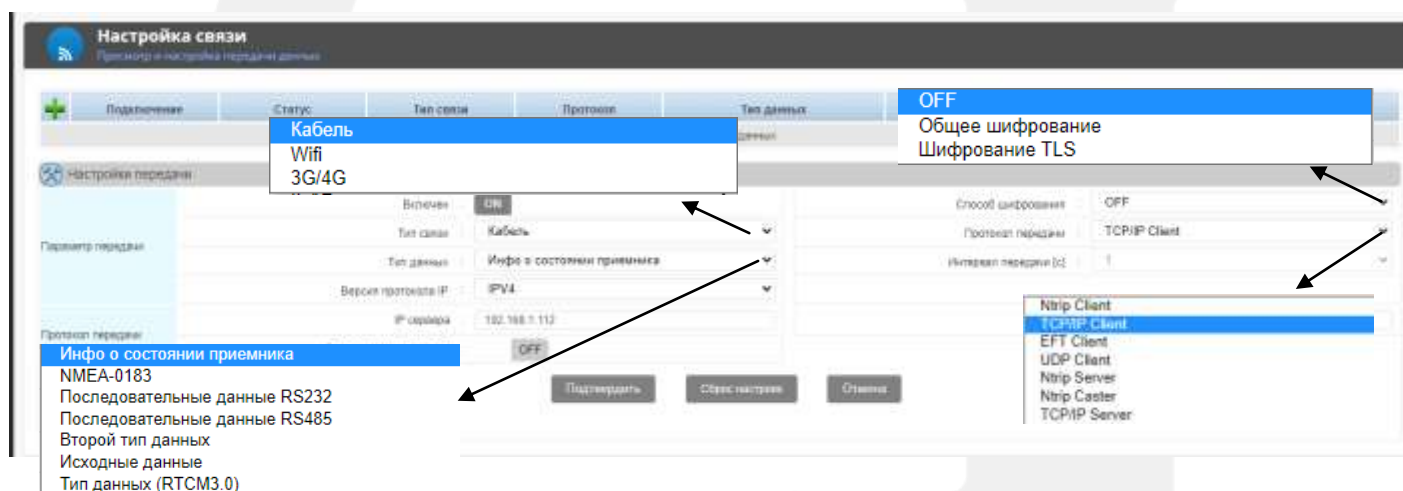 Настройка связи
Просмотр и настройка передачи данных
Подключение Статус Тип связи Протокол Тип данных
OFF
Общее шифрование
Шифрование TLS
Кабель
Wifi
3G/4G
данных
Настройки передачи
Включен ON Способ шифрования OFF
Параметр передачи Тип связи Кабель Протокол передачи TCP/IP Client
Тип данных Инфо о состоянии приемника Интервал передачи [с] 1
Версия протокола IP IPV4
Протокол передачи IP сервера 192.168.1.112
OFF
Ntrip Client
TCP/IP Client
EFT Client
UDP Client
Ntrip Server
Ntrip Caster
TCP/IP Server
Подтвердить Сброс настроек Отмена
Инфо о состоянии приемника
NMEA-0183
Последовательные данные RS232
Последовательные данные RS485
Второй тип данных
Исходные данные
Тип данных (RTCM3.0)